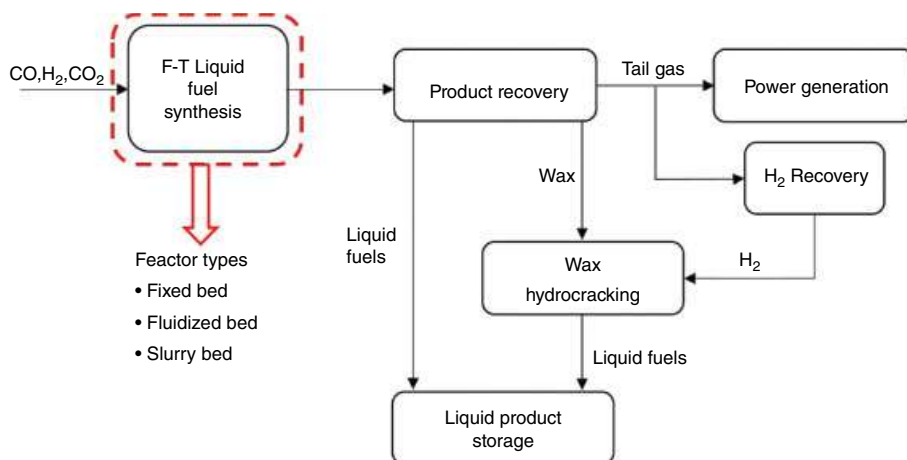 CO,H₂,CO₂
F-T Liquid
fuel
synthesis
Product recovery
Tail gas
Power generation
H₂ Recovery
Wax
Liquid
fuels
H₂
Wax
hydrocracking
Feactor types
• Fixed bed
• Fluidized bed
• Slurry bed
Liquid fuels
Liquid product
storage